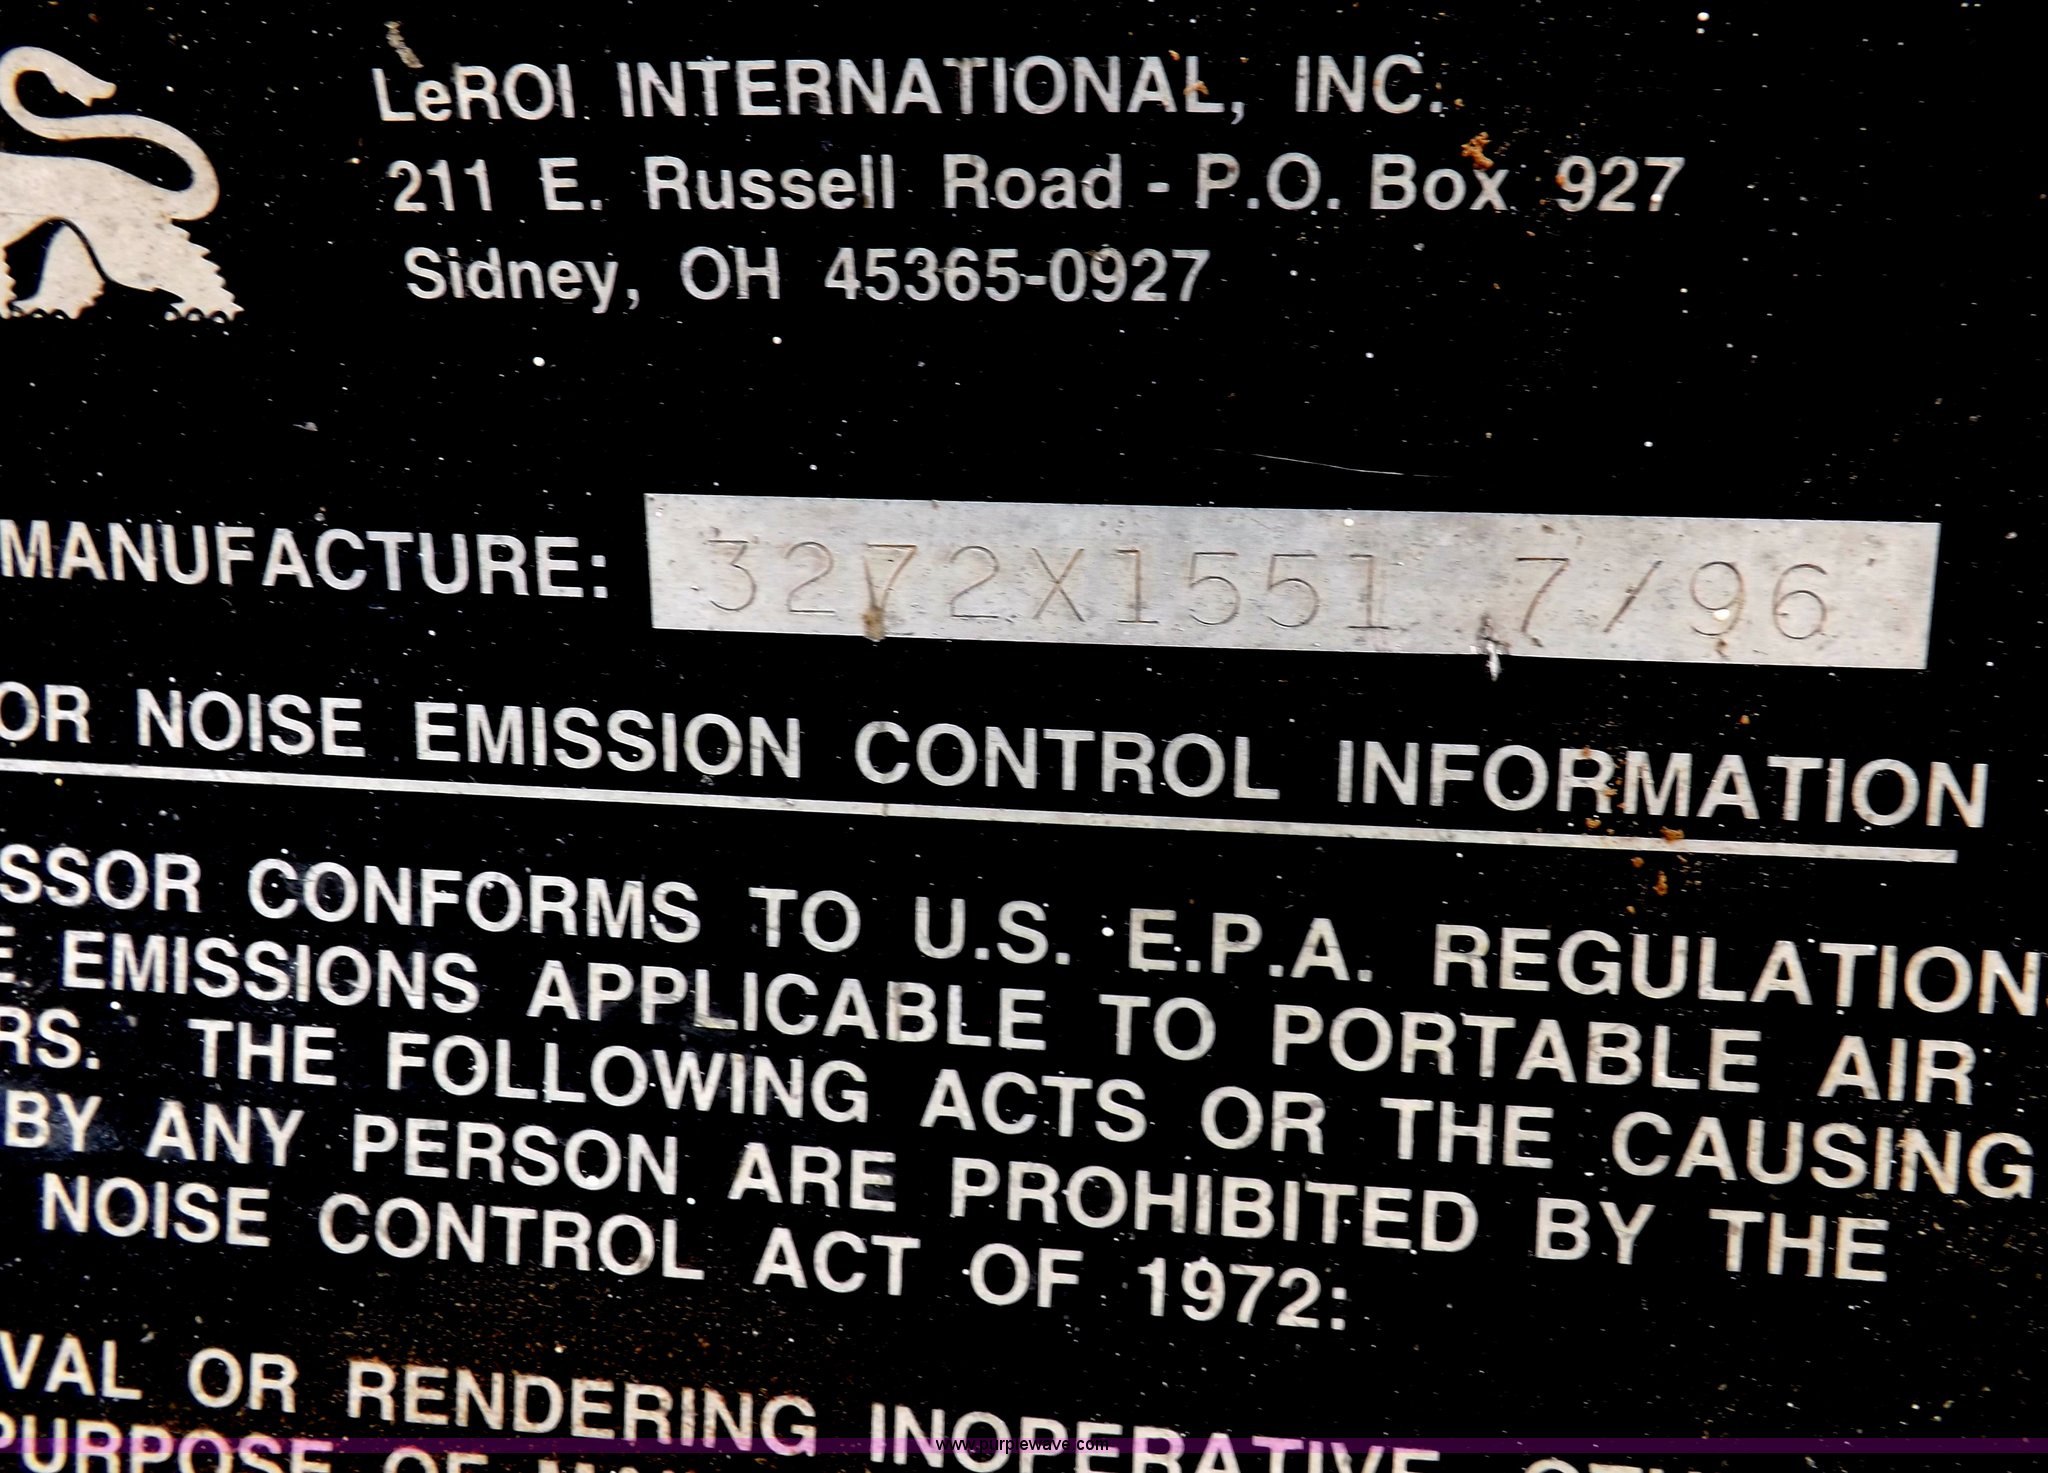 LeROI INTERNATIONAL, INC.
211 E. Russell Road - P.O. Box 927
Sidney, OH 45365-0927
MANUFACTURE: 3272X1551 7/96
OR NOISE EMISSION CONTROL INFORMATION
SSOR CONFORMS TO U.S. E.P.A. REGULATION
E EMISSIONS APPLICABLE TO PORTABLE AIR
RS. THE FOLLOWING ACTS OR THE CAUSING
BY ANY PERSON ARE PROHIBITED BY THE
NOISE CONTROL ACT OF 1972:
VAL OR RENDERING INOPERATIVE
PURPOSE OF
www.purplewave.com